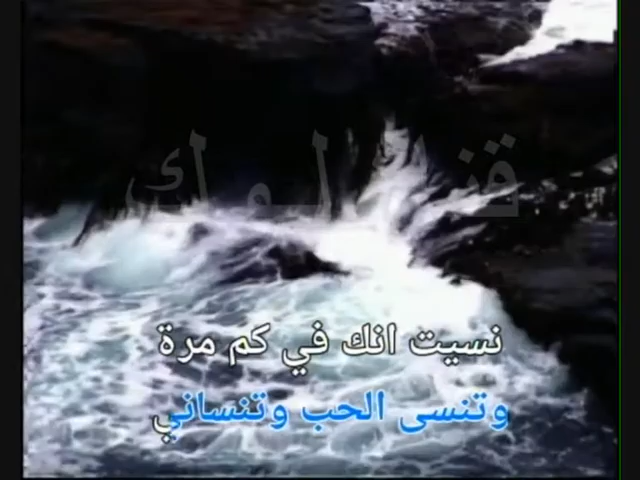 نسيت انك في كم مرة
وتنسى الحب وتنساني